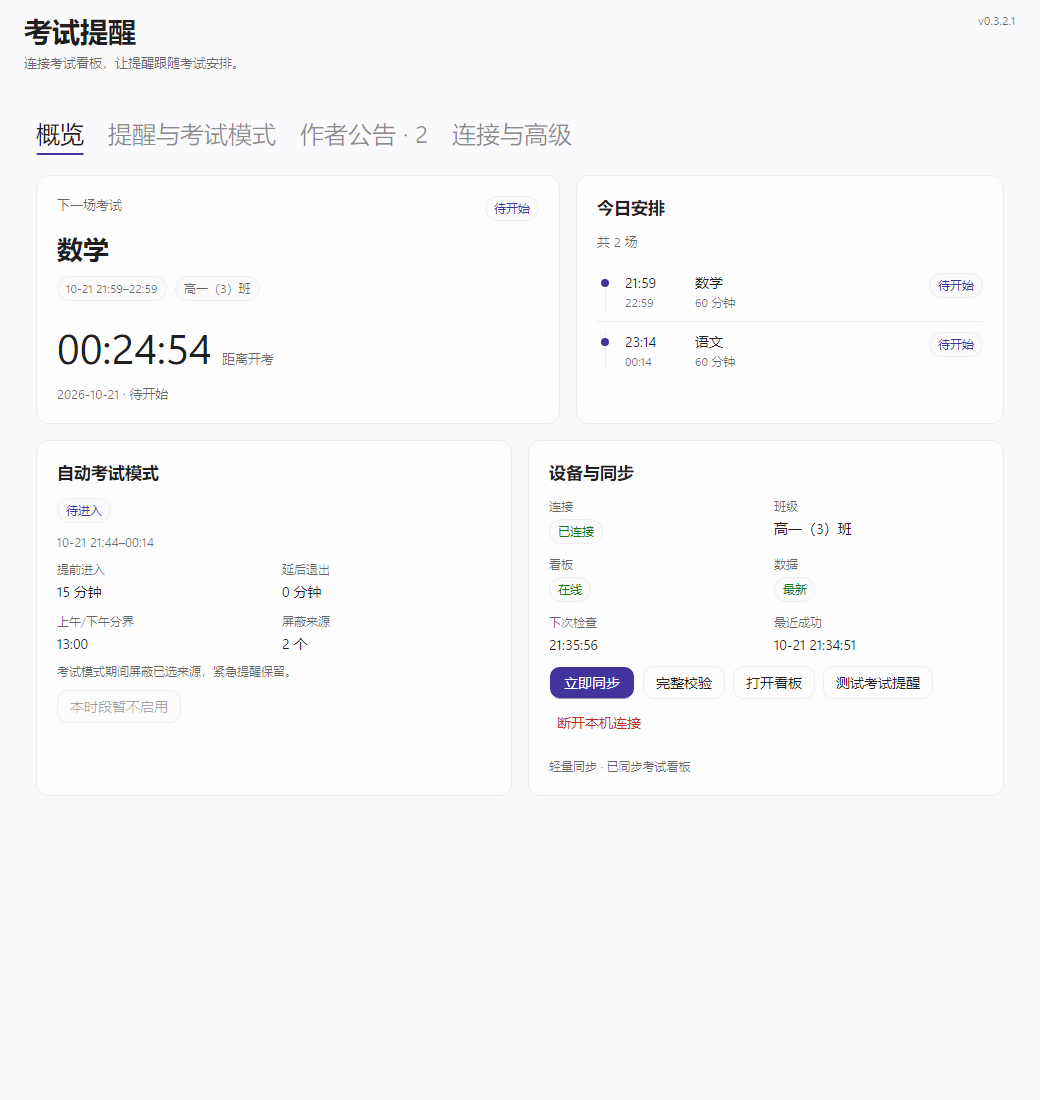 考试提醒
v0.3.2.1
连接考试看板，让提醒跟随考试安排。
概览 提醒与考试模式 作者公告 · 2 连接与高级
下一场考试
待开始
数学
10-21 21:59–22:59 高一（3）班
00:24:54 距离开考
2026-10-21 · 待开始
今日安排
共 2 场
21:59 数学 待开始
22:59 60 分钟
23:14 语文 待开始
00:14 60 分钟
自动考试模式
待进入
10-21 21:44–00:14
提前进入 延后退出
15 分钟 0 分钟
上午/下午分界 屏蔽来源
13:00 2 个
考试模式期间屏蔽已选来源，紧急提醒保留。
本时段暂不启用
设备与同步
连接 班级
已连接 高一（3）班
看板 数据
在线 最新
下次检查 最近成功
21:35:56 10-21 21:34:51
立即同步 完整校验 打开看板 测试考试提醒
断开本机连接
轻量同步 · 已同步考试看板